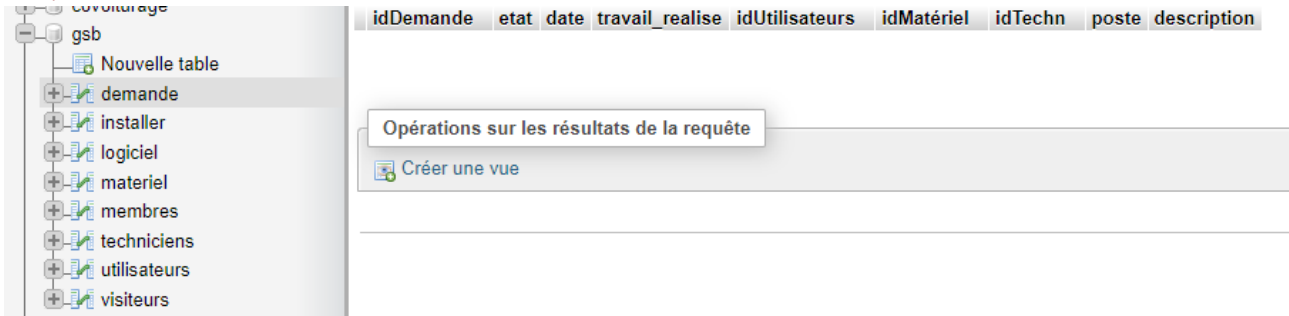 covoiturage
gsb
Nouvelle table
demande
installer
logiciel
materiel
membres
techniciens
utilisateurs
visiteurs
idDemande etat date travail_realise idUtilisateurs idMatériel idTechn poste description
Opérations sur les résultats de la requête
Créer une vue